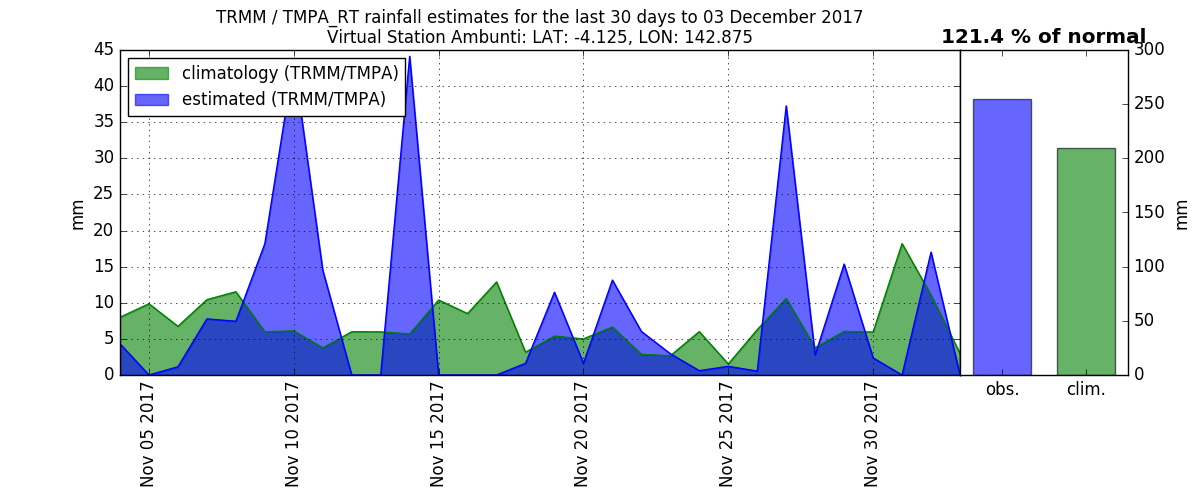 TRMM / TMPA_RT rainfall estimates for the last 30 days to 03 December 2017
Virtual Station Ambunti: LAT: -4.125, LON: 142.875
121.4 % of normal
climatology (TRMM/TMPA)
estimated (TRMM/TMPA)
45
40
35
30
25
20
15
10
5
0
mm
Nov 05 2017
Nov 10 2017
Nov 15 2017
Nov 20 2017
Nov 25 2017
Nov 30 2017
obs.
clim.
300
250
200
150
100
50
0
mm